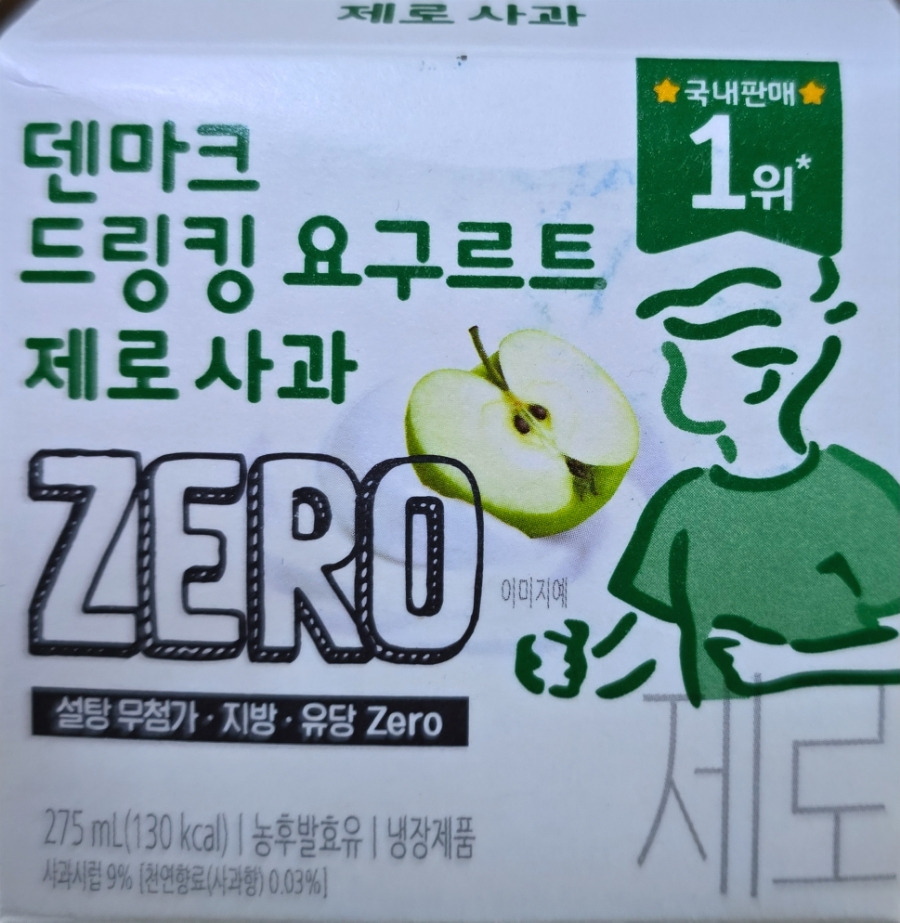 제로 사과
국내판매
1위*
덴마크
드링킹 요구르트
제로 사과
ZERO
이미지예
설탕 무첨가 · 지방 · 유당 Zero
제로
275 mL(130 kcal) | 농후발효유 | 냉장제품
사과시럽 9% [천연향료(사과향) 0.03%]